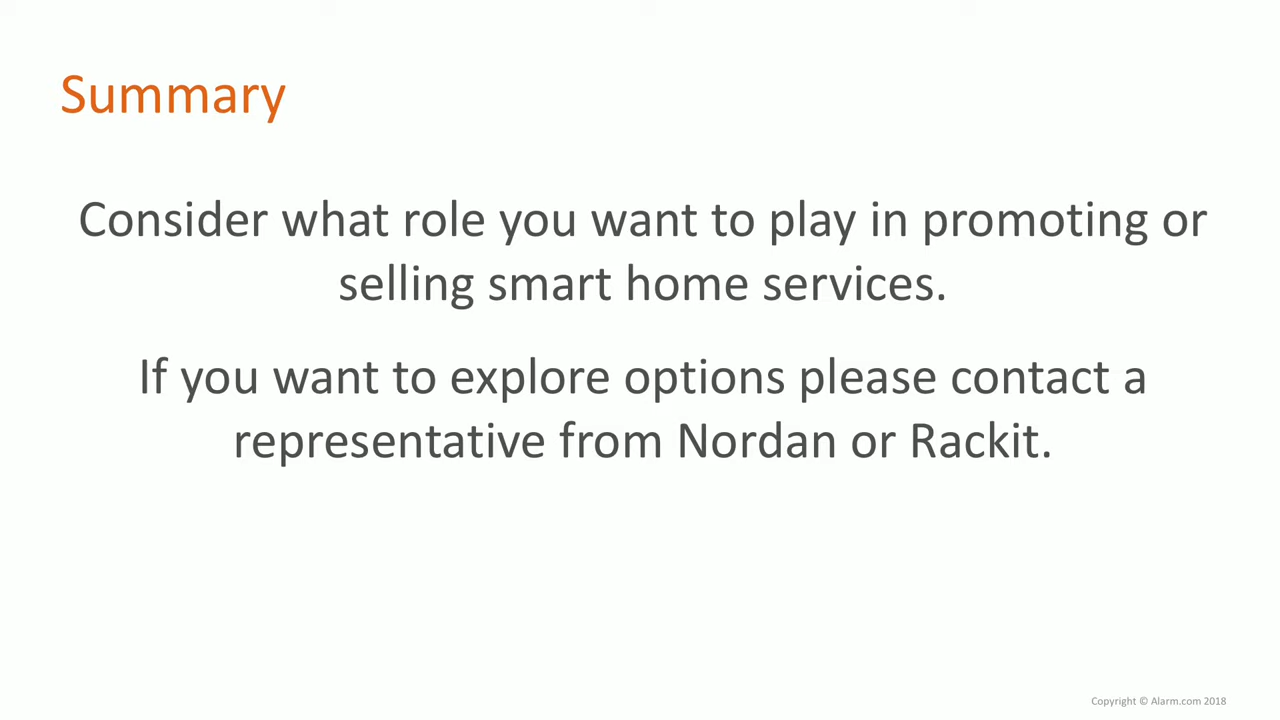 Summary
Consider what role you want to play in promoting or
selling smart home services.
If you want to explore options please contact a
representative from Nordan or Rackit.
Copyright © Alarm.com 2018